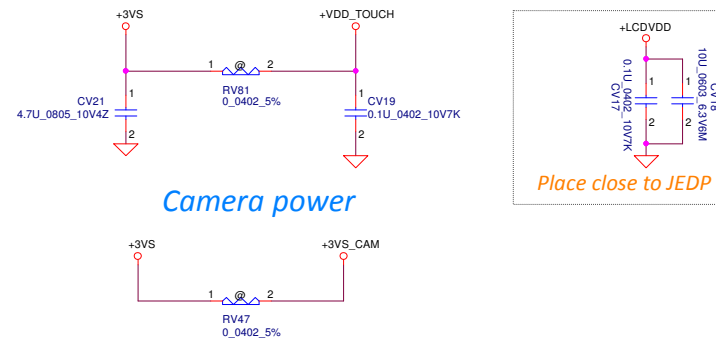 +3VS
+VDD_TOUCH
1
@
2
RV81
0_0402_5%
CV21
1
4.7U_0805_10V4Z
2
1
CV19
0.1U_0402_10V7K
2
+LCDVDD
1
1
2
2
0.1U_0402_10V7K
CV17
10U_0603_6.3V6M
Place close to JEDP
Camera power
+3VS
+3VS_CAM
1
@
2
RV47
0_0402_5%